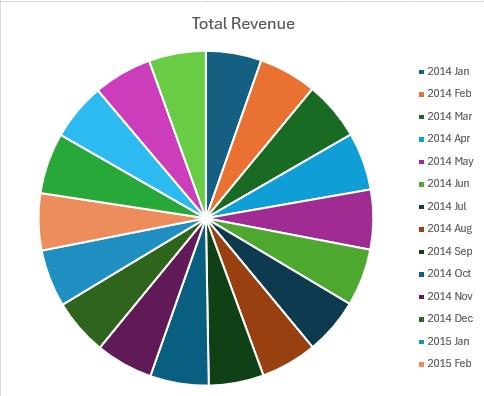 Total Revenue
2014 Jan
2014 Feb
2014 Mar
2014 Apr
2014 May
2014 Jun
2014 Jul
2014 Aug
2014 Sep
2014 Oct
2014 Nov
2014 Dec
2015 Jan
2015 Feb